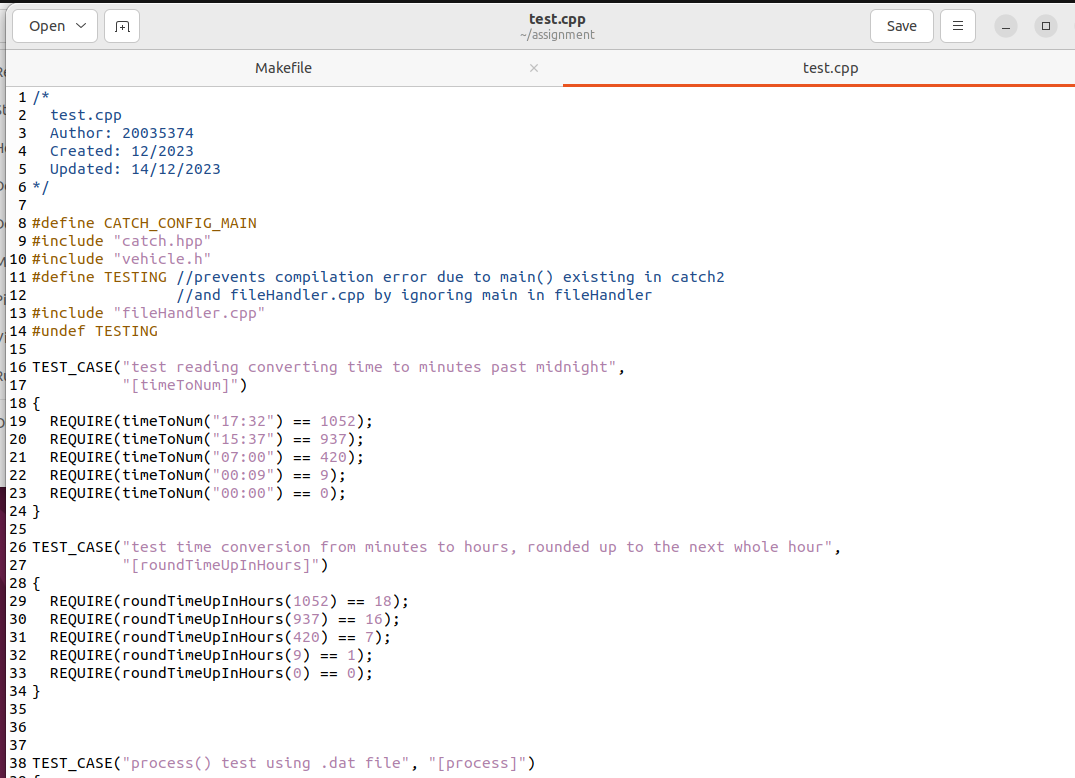 Open
test.cpp
~/assignment
Save
Makefile
test.cpp
1 /*
2   test.cpp
3   Author: 20035374
4   Created: 12/2023
5   Updated: 14/12/2023
6 */
7
8 #define CATCH_CONFIG_MAIN
9 #include "catch.hpp"
10 #include "vehicle.h"
11 #define TESTING //prevents compilation error due to main() existing in catch2
12                 //and fileHandler.cpp by ignoring main in fileHandler
13 #include "fileHandler.cpp"
14 #undef TESTING
15
16 TEST_CASE("test reading converting time to minutes past midnight",
17           "[timeToNum]")
18 {
19   REQUIRE(timeToNum("17:32") == 1052);
20   REQUIRE(timeToNum("15:37") == 937);
21   REQUIRE(timeToNum("07:00") == 420);
22   REQUIRE(timeToNum("00:09") == 9);
23   REQUIRE(timeToNum("00:00") == 0);
24 }
25
26 TEST_CASE("test time conversion from minutes to hours, rounded up to the next whole hour",
27           "[roundTimeUpInHours]")
28 {
29   REQUIRE(roundTimeUpInHours(1052) == 18);
30   REQUIRE(roundTimeUpInHours(937) == 16);
31   REQUIRE(roundTimeUpInHours(420) == 7);
32   REQUIRE(roundTimeUpInHours(9) == 1);
33   REQUIRE(roundTimeUpInHours(0) == 0);
34 }
35
36
37
38 TEST_CASE("process() test using .dat file", "[process]")